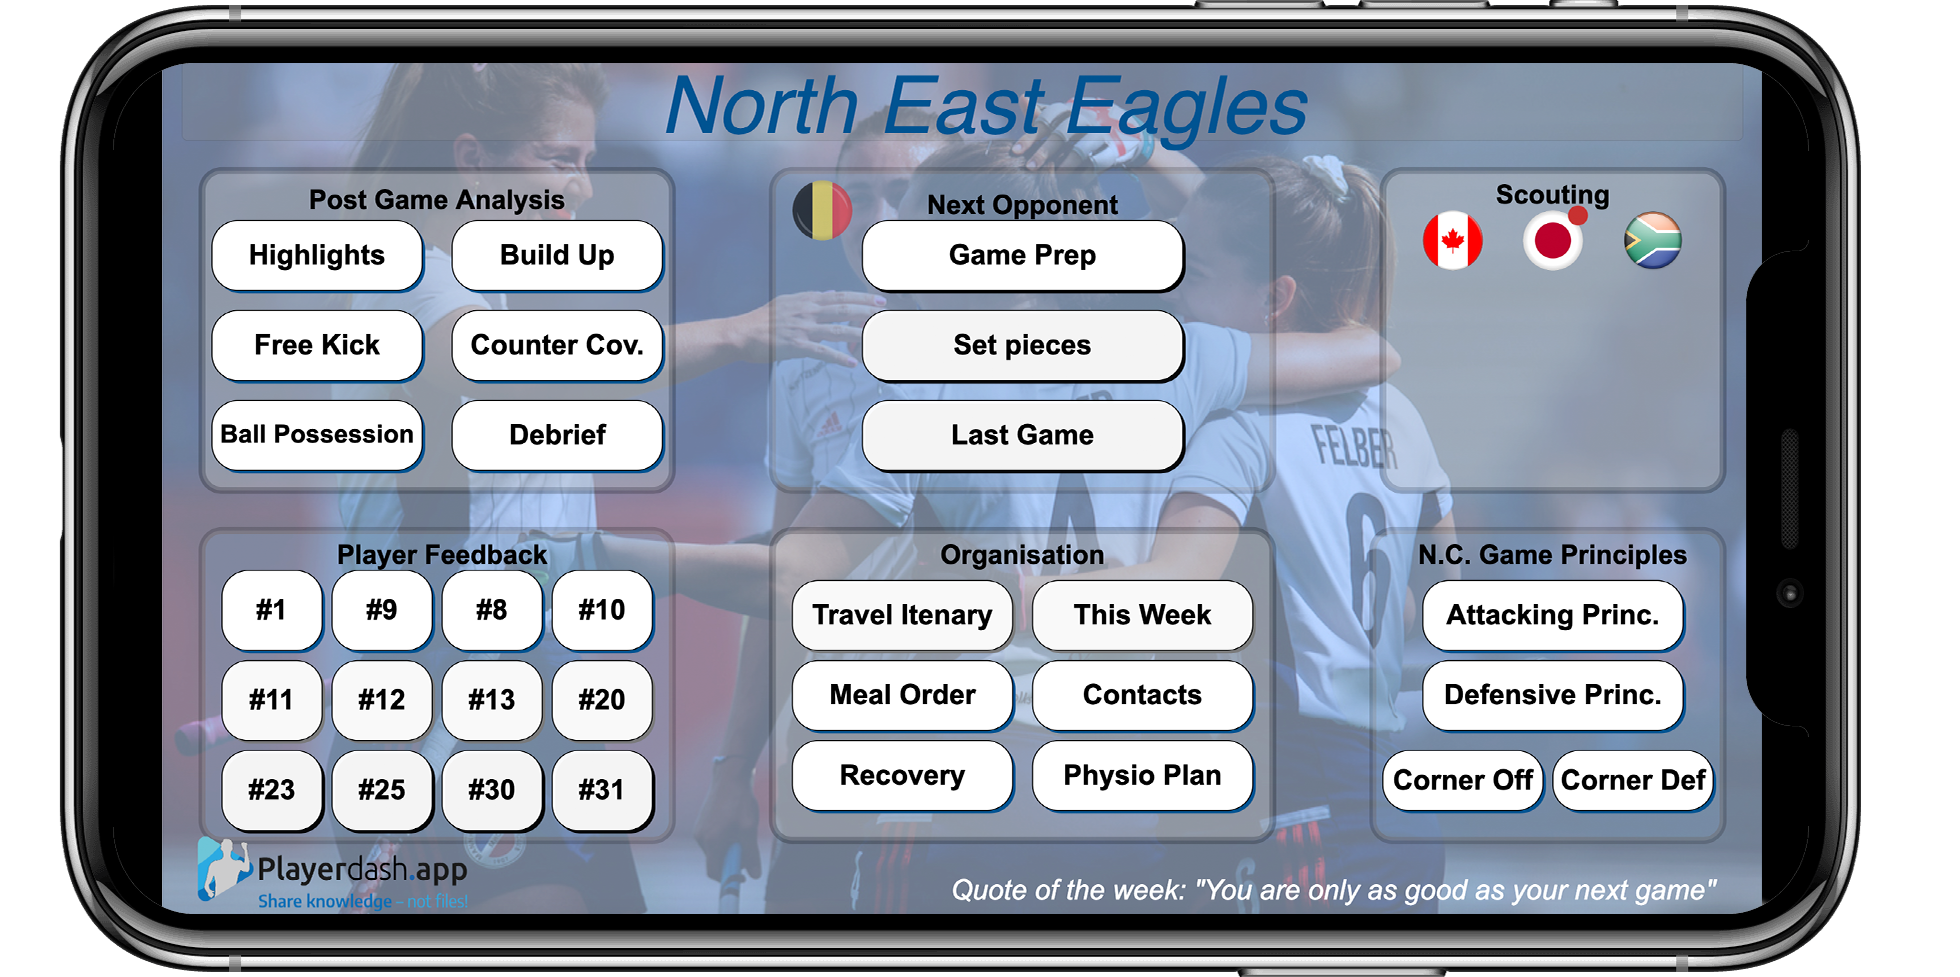 North East Eagles
Post Game Analysis
Highlights
Build Up
Free Kick
Counter Cov.
Ball Possession
Debrief
Next Opponent
Game Prep
Set pieces
Last Game
Scouting
FELBER
6
Player Feedback
#1
#9
#8
#10
#11
#12
#13
#20
#23
#25
#30
#31
Organisation
Travel Itenary
This Week
Meal Order
Contacts
Recovery
Physio Plan
N.C. Game Principles
Attacking Princ.
Defensive Princ.
Corner Off
Corner Def
Playerdash.app
Share knowledge – not files!
Quote of the week: "You are only as good as your next game"